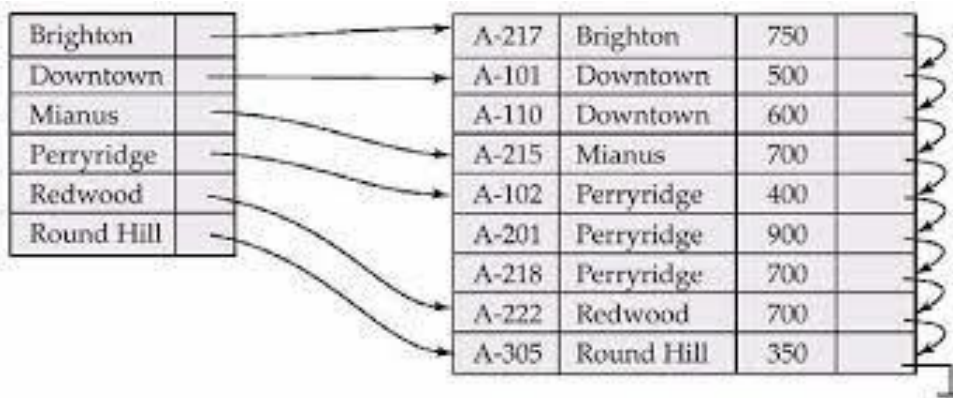 Brighton
Downtown
Mianus
Perryridge
Redwood
Round Hill
A-217 Brighton 750
A-101 Downtown 500
A-110 Downtown 600
A-215 Mianus 700
A-102 Perryridge 400
A-201 Perryridge 900
A-218 Perryridge 700
A-222 Redwood 700
A-305 Round Hill 350